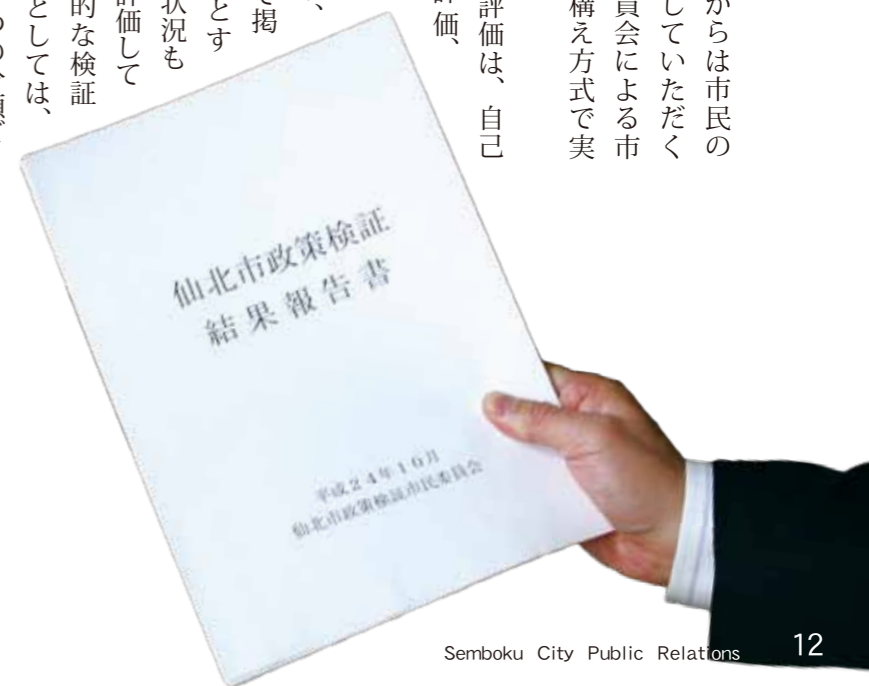 からは市民の
していただく
員会による市
構え方式で実
評価は、自己
評価、
、
掲
とす
状況も
評価して
的な検証
としては、
仙北市政策検証
結果報告書
平成24年10月
仙北市政策検証市民委員会
Semboku City Public Relations 12